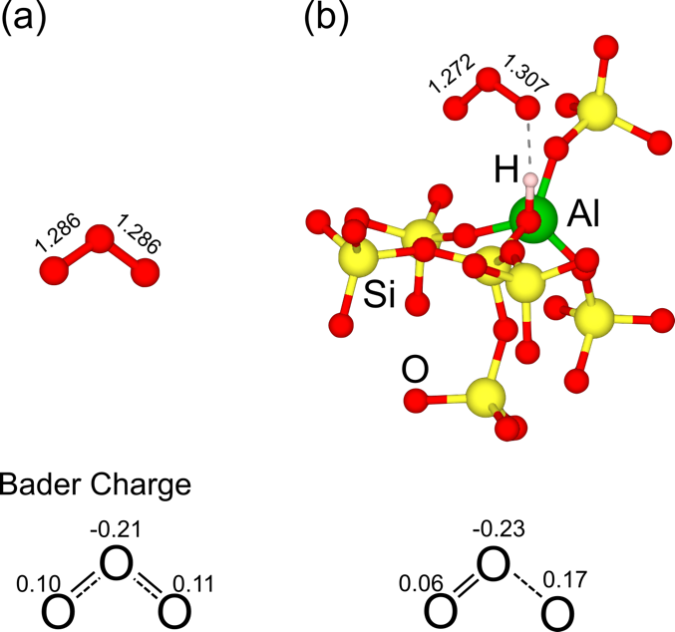 (a)
(b)
1.286
1.286
1.272
1.307
H
Al
Si
O
Bader Charge
-0.21
0.10
0.11
O
O
O
-0.23
0.06
0.17
O
O
O